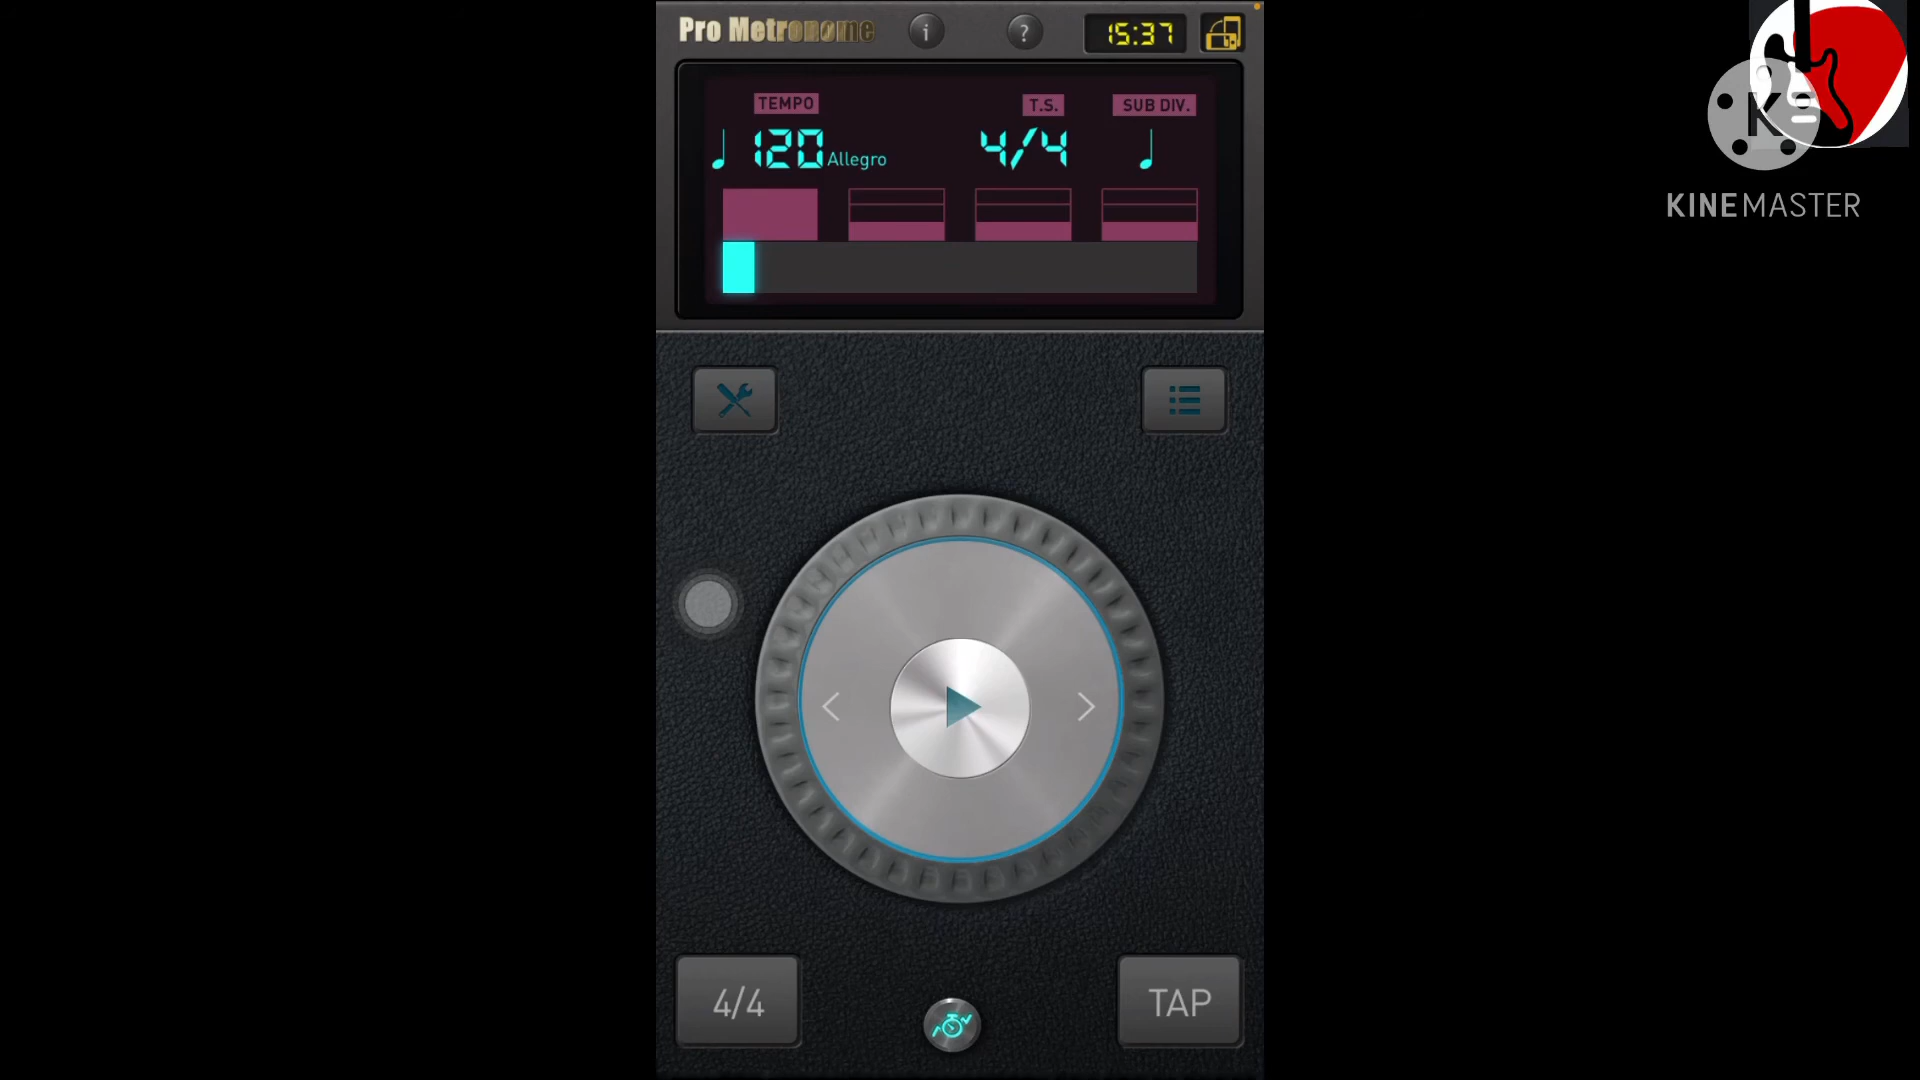 Pro Metronome
i
?
15:37
TEMPO
T.S.
SUB DIV.
120 Allegro
4/4
K
KINEMASTER
4/4
TAP